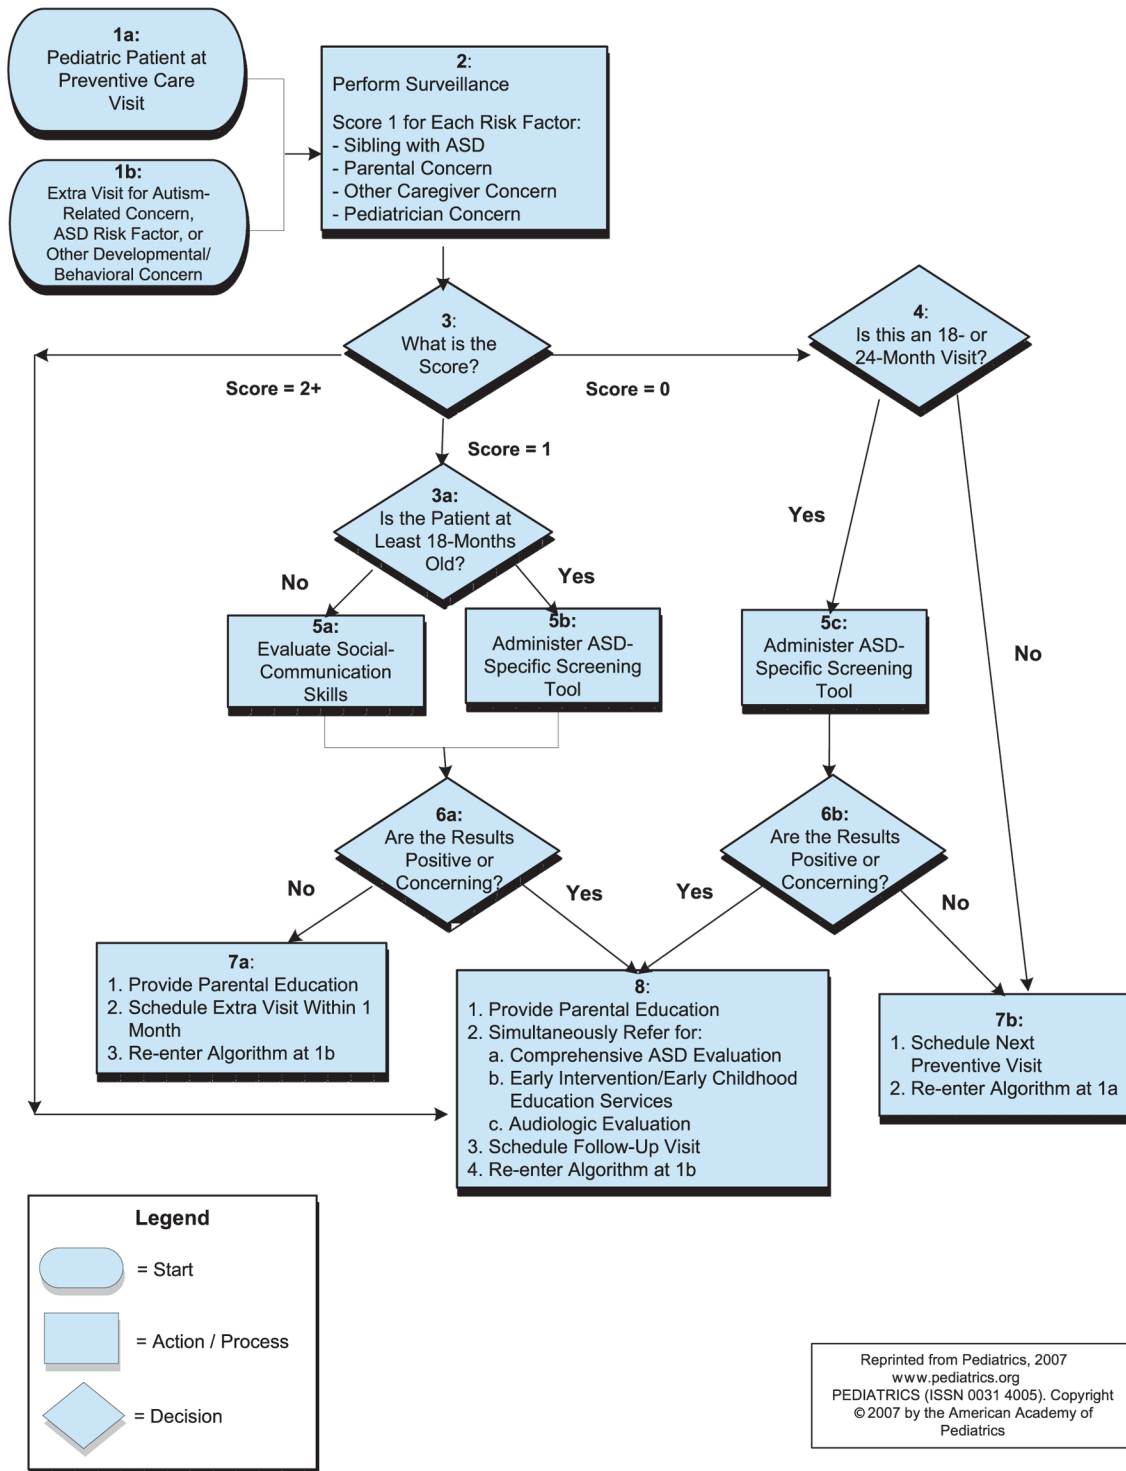 1a:
Pediatric Patient at
Preventive Care
Visit
1b:
Extra Visit for Autism-
Related Concern,
ASD Risk Factor, or
Other Developmental/
Behavioral Concern
2:
Perform Surveillance
Score 1 for Each Risk Factor:
- Sibling with ASD
- Parental Concern
- Other Caregiver Concern
- Pediatrician Concern
3:
What is the
Score?
Score = 2+
Score = 0
Score = 1
4:
Is this an 18- or
24-Month Visit?
Yes
No
3a:
Is the Patient at
Least 18-Months
Old?
No
Yes
5a:
Evaluate Social-
Communication
Skills
5b:
Administer ASD-
Specific Screening
Tool
5c:
Administer ASD-
Specific Screening
Tool
6a:
Are the Results
Positive or
Concerning?
No
Yes
6b:
Are the Results
Positive or
Concerning?
Yes
No
7a:
1. Provide Parental Education
2. Schedule Extra Visit Within 1
Month
3. Re-enter Algorithm at 1b
8:
1. Provide Parental Education
2. Simultaneously Refer for:
a. Comprehensive ASD Evaluation
b. Early Intervention/Early Childhood
Education Services
c. Audiologic Evaluation
3. Schedule Follow-Up Visit
4. Re-enter Algorithm at 1b
7b:
1. Schedule Next
Preventive Visit
2. Re-enter Algorithm at 1a
Legend
= Start
= Action / Process
= Decision
Reprinted from Pediatrics, 2007
www.pediatrics.org
PEDIATRICS (ISSN 0031 4005). Copyright
©2007 by the American Academy of
Pediatrics